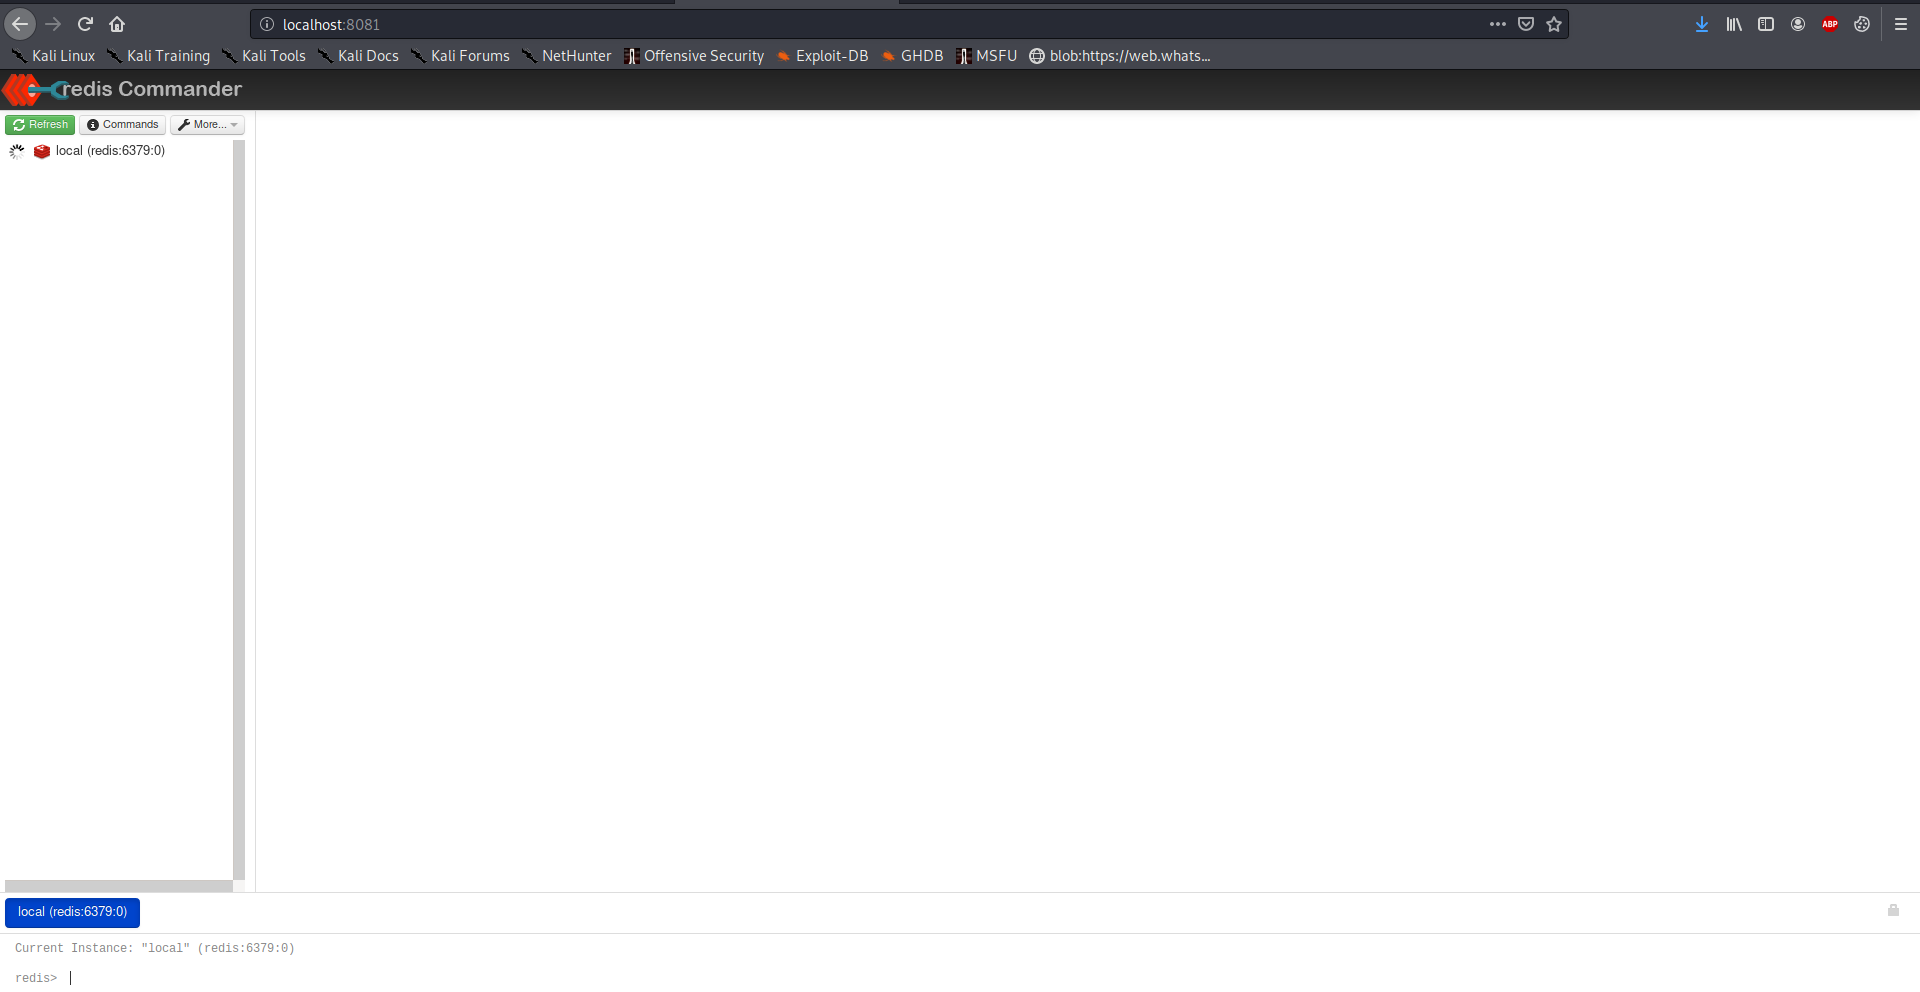 localhost:8081
Kali Linux Kali Training Kali Tools Kali Docs Kali Forums NetHunter Offensive Security Exploit-DB GHDB MSFU blob:https://web.whats...
redis Commander
Refresh Commands More...
local (redis:6379:0)
local (redis:6379:0)
Current Instance: "local" (redis:6379:0)
redis>
ABP